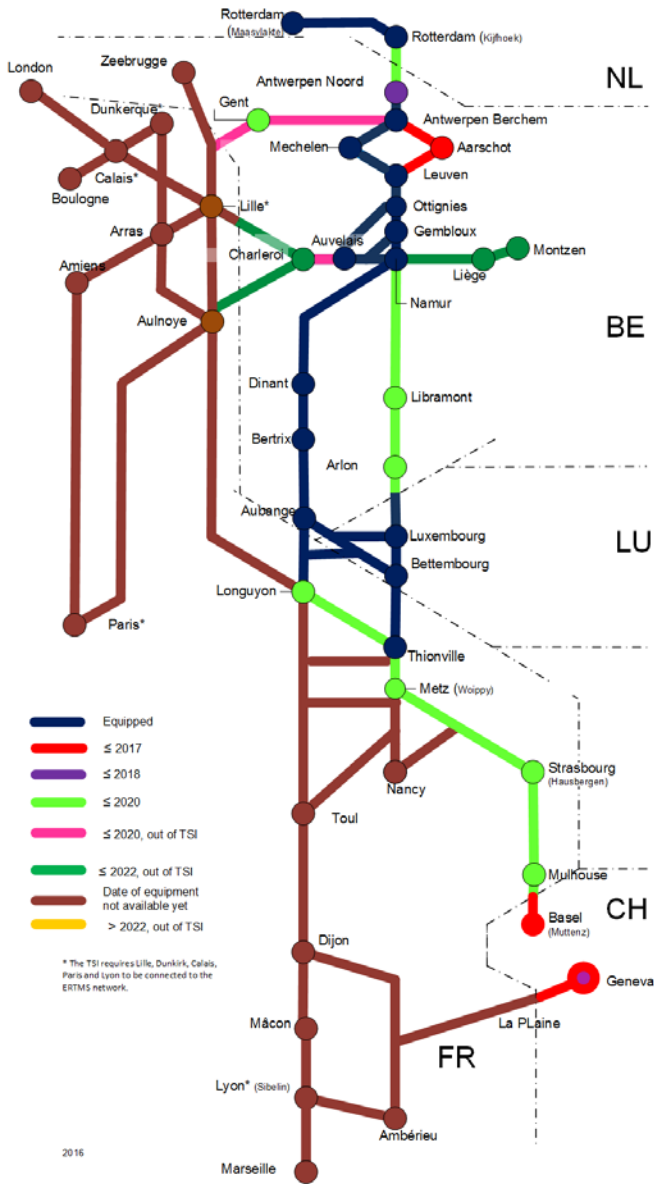 Rotterdam
(Maasvlakte)
Rotterdam (Kijfhoek)
NL
London
Zeebrugge
Antwerpen Noord
Dunkerque*
Gent
Antwerpen Berchem
Mechelen
Aarschot
Calais*
Boulogne
Leuven
Lille*
Ottignies
Arras
Gembloux
Charleroi
Auvelais
Montzen
Liège
Amiens
Namur
Aulnoye
BE
Dinant
Libramont
Bertrix
Arlon
Aubange
Luxembourg
LU
Bettembourg
Longuyon
Paris*
Thionville
Metz (Woippy)
Equipped
≤ 2017
≤ 2018
≤ 2020
≤ 2020, out of TSI
≤ 2022, out of TSI
Date of equipment
not available yet
> 2022, out of TSI
Strasbourg
(Hausbergen)
Nancy
Toul
Mulhouse
CH
Basel
(Muttenz)
* The TSI requires Lille, Dunkirk, Calais,
Paris and Lyon to be connected to the
ERTMS network.
Dijon
Geneva
La PLaine
Mâcon
FR
Lyon* (Sibelin)
Ambérieu
2016
Marseille